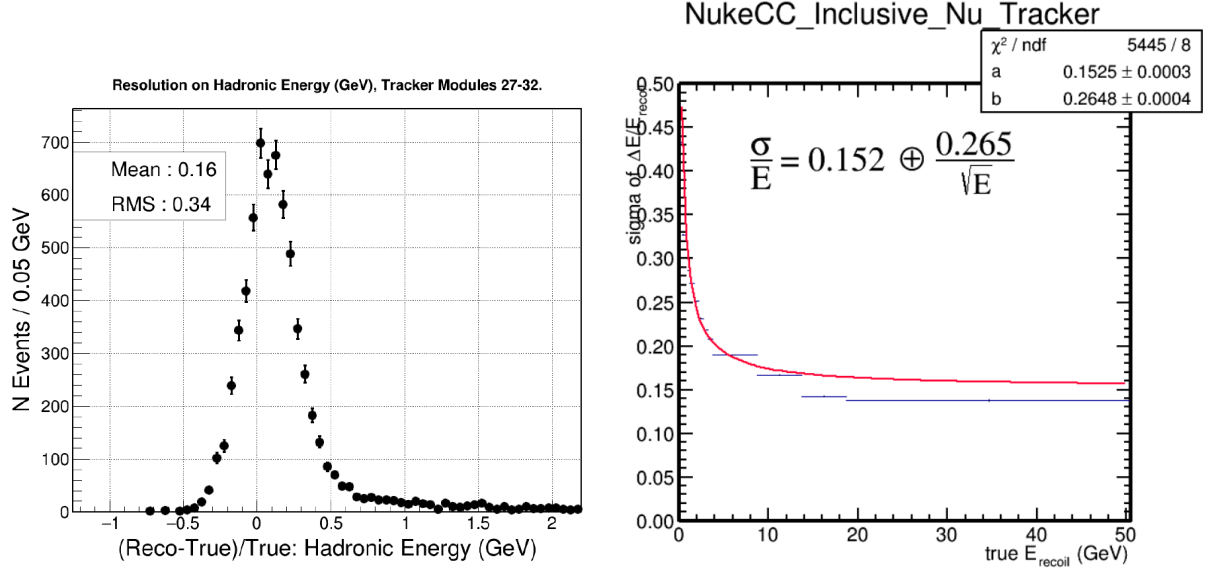 NukeCC_Inclusive_Nu_Tracker
Resolution on Hadronic Energy (GeV), Tracker Modules 27-32.
Mean : 0.16
RMS : 0.34
N Events / 0.05 GeV
700
600
500
400
300
200
100
0
−1
−0.5
0
0.5
1
1.5
2
(Reco-True)/True: Hadronic Energy (GeV)
χ² / ndf 5445 / 8
a 0.1525 ± 0.0003
b 0.2648 ± 0.0004
σ/E = 0.152 ⊕ 0.265/√E
sigma of ΔE/E_recoil
0.50
0.45
0.40
0.35
0.30
0.25
0.20
0.15
0.10
0.05
0.00
0
10
20
30
40
50
true E_recoil (GeV)